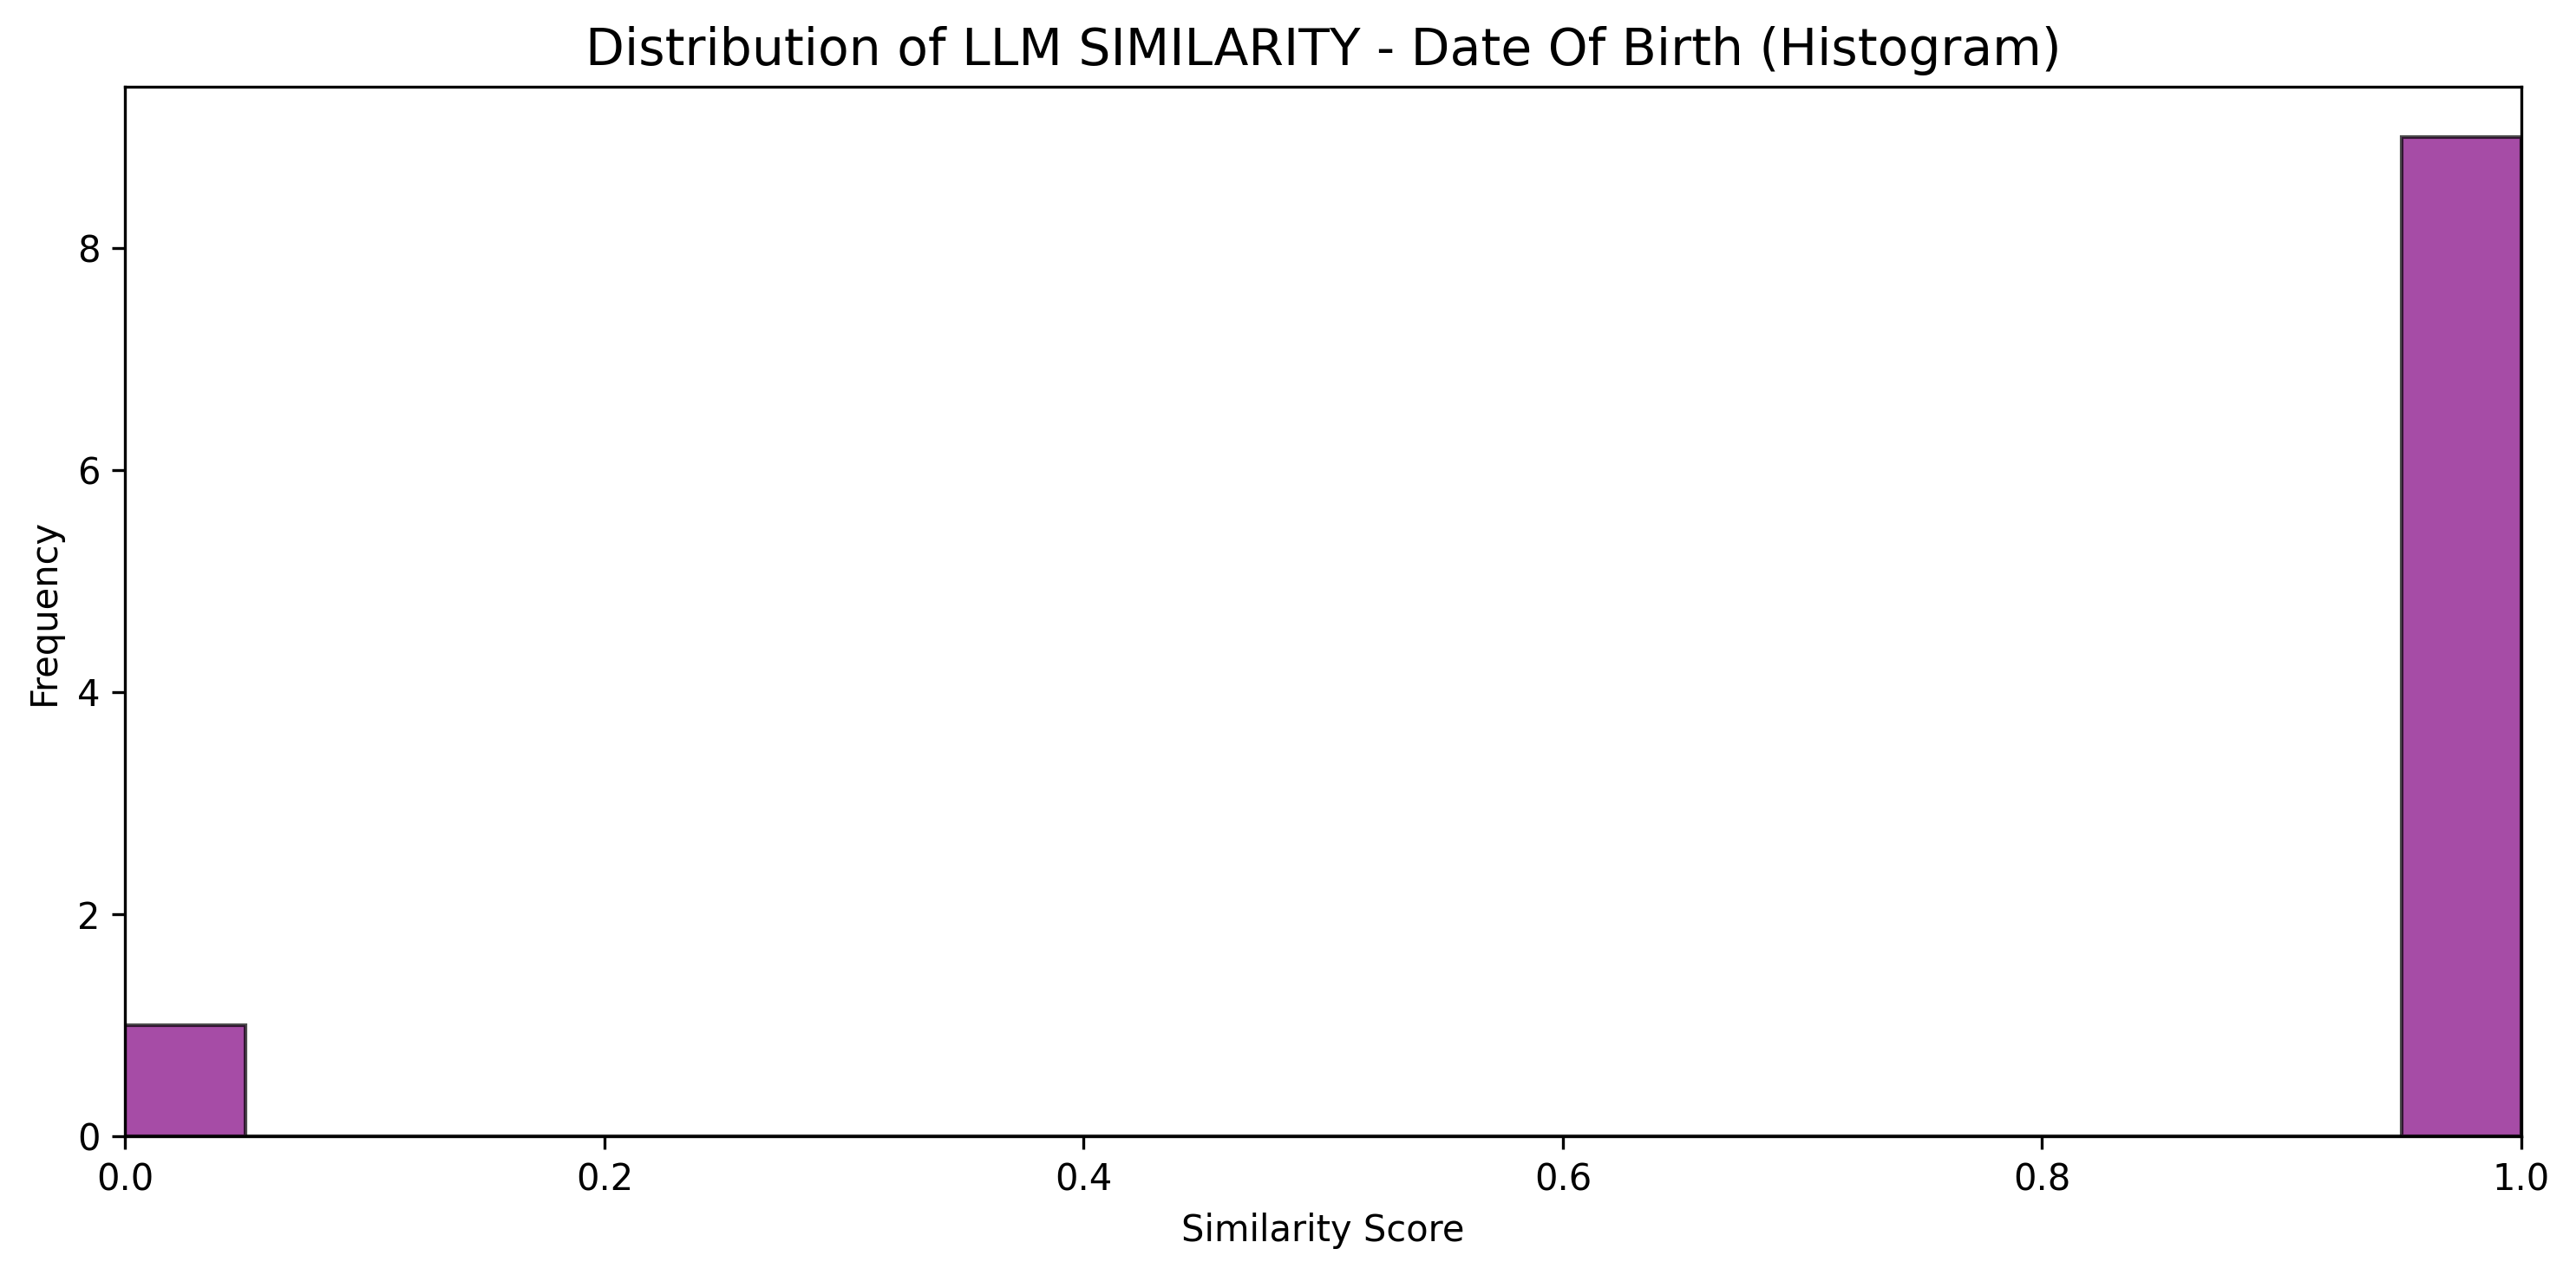 Distribution of LLM SIMILARITY - Date Of Birth (Histogram)
Frequency
8
6
4
2
0
0.0 0.2 0.4 0.6 0.8 1.0
Similarity Score